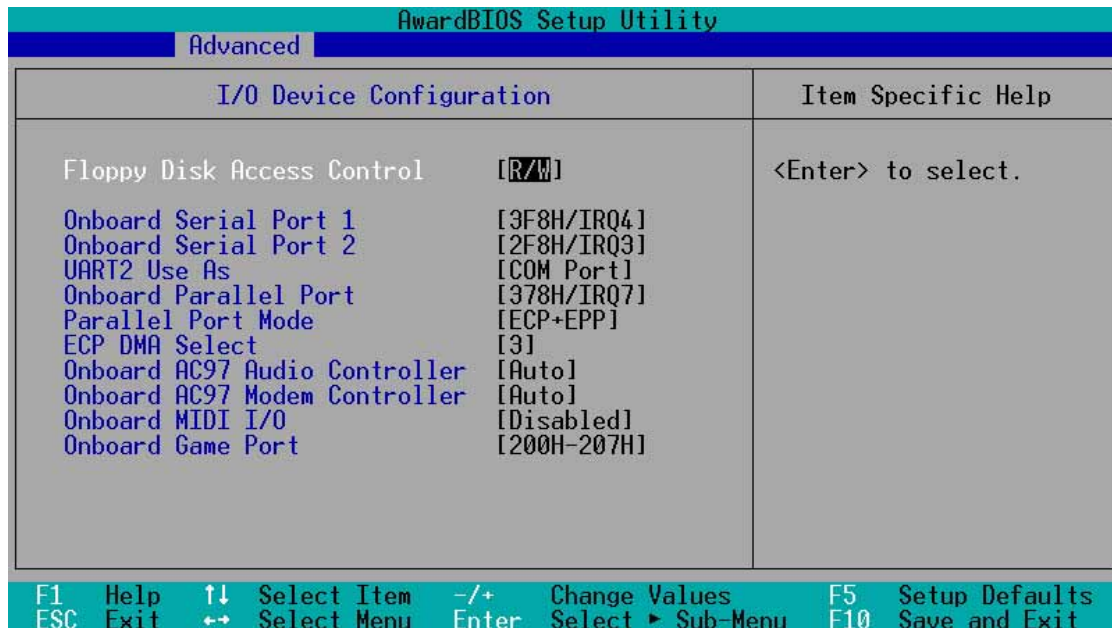 AwardBIOS Setup Utility
Advanced
I/O Device Configuration
Item Specific Help
Floppy Disk Access Control [R/W]
<Enter> to select.
Onboard Serial Port 1 [3F8H/IRQ4]
Onboard Serial Port 2 [2F8H/IRQ3]
UART2 Use As [COM Port]
Onboard Parallel Port [378H/IRQ7]
Parallel Port Mode [ECP+EPP]
ECP DMA Select [3]
Onboard AC97 Audio Controller [Auto]
Onboard AC97 Modem Controller [Auto]
Onboard MIDI I/O [Disabled]
Onboard Game Port [200H-207H]
F1 Help ↑↓ Select Item -/+ Change Values F5 Setup Defaults
ESC Exit ←→ Select Menu Enter Select ► Sub-Menu F10 Save and Exit